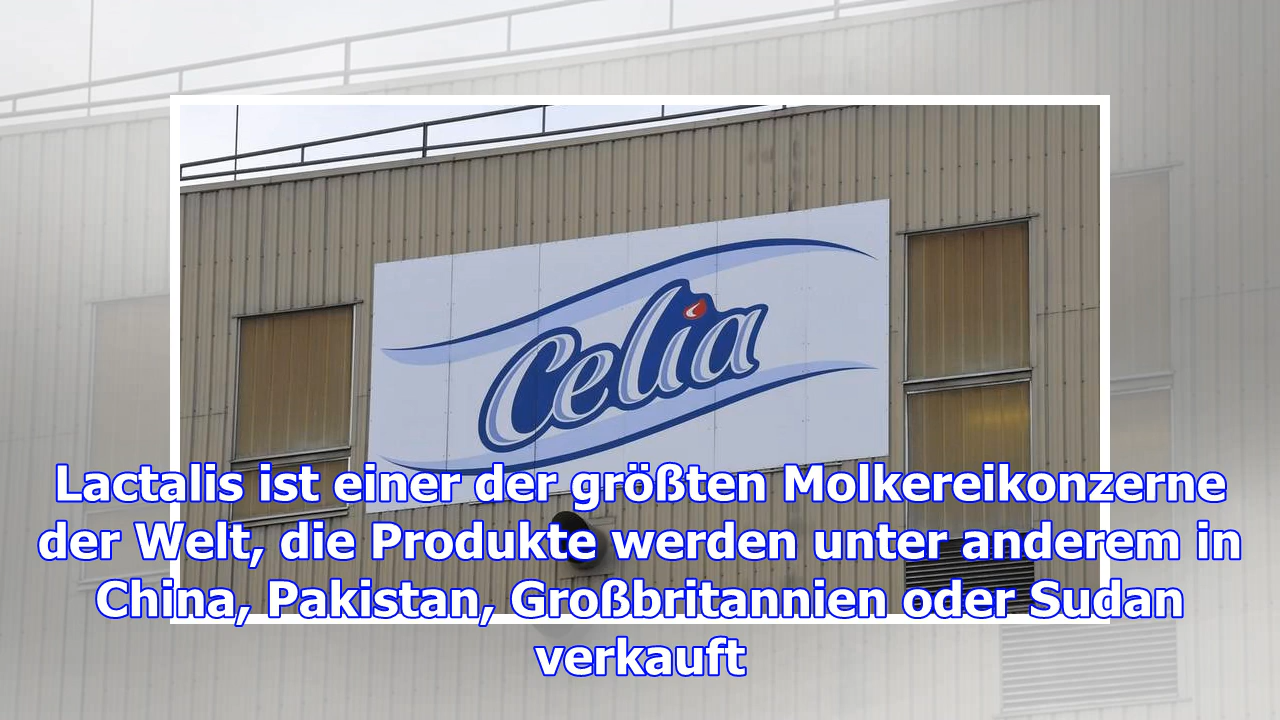 Celia
Lactalis ist einer der größten Molkereikonzerne
der Welt, die Produkte werden unter anderem in
China, Pakistan, Großbritannien oder Sudan
verkauft